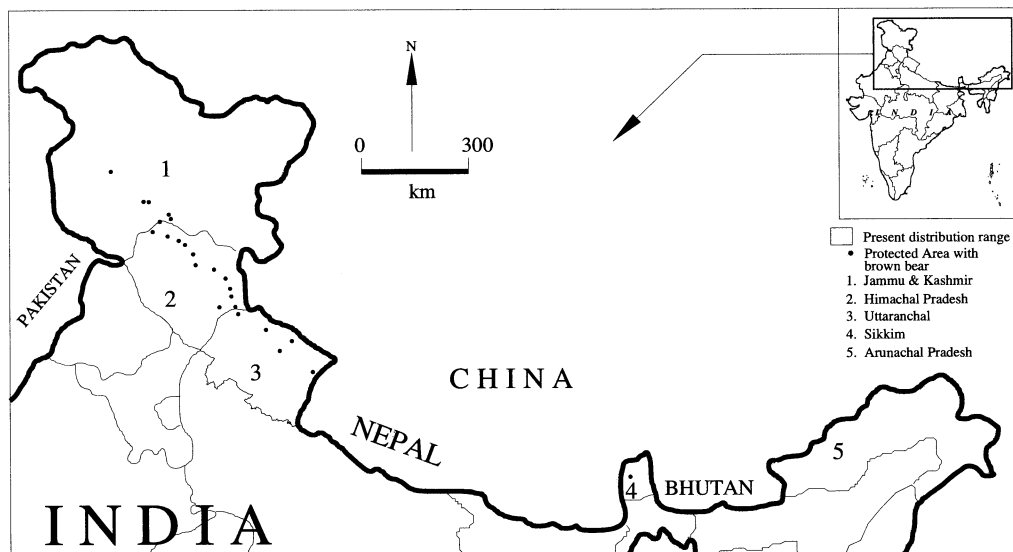 N
0 300
km
INDIA
Present distribution range
Protected Area with
brown bear
1. Jammu & Kashmir
2. Himachal Pradesh
3. Uttaranchal
4. Sikkim
5. Arunachal Pradesh
1
PAKISTAN
2
3
CHINA
NEPAL
5
4
BHUTAN
INDIA